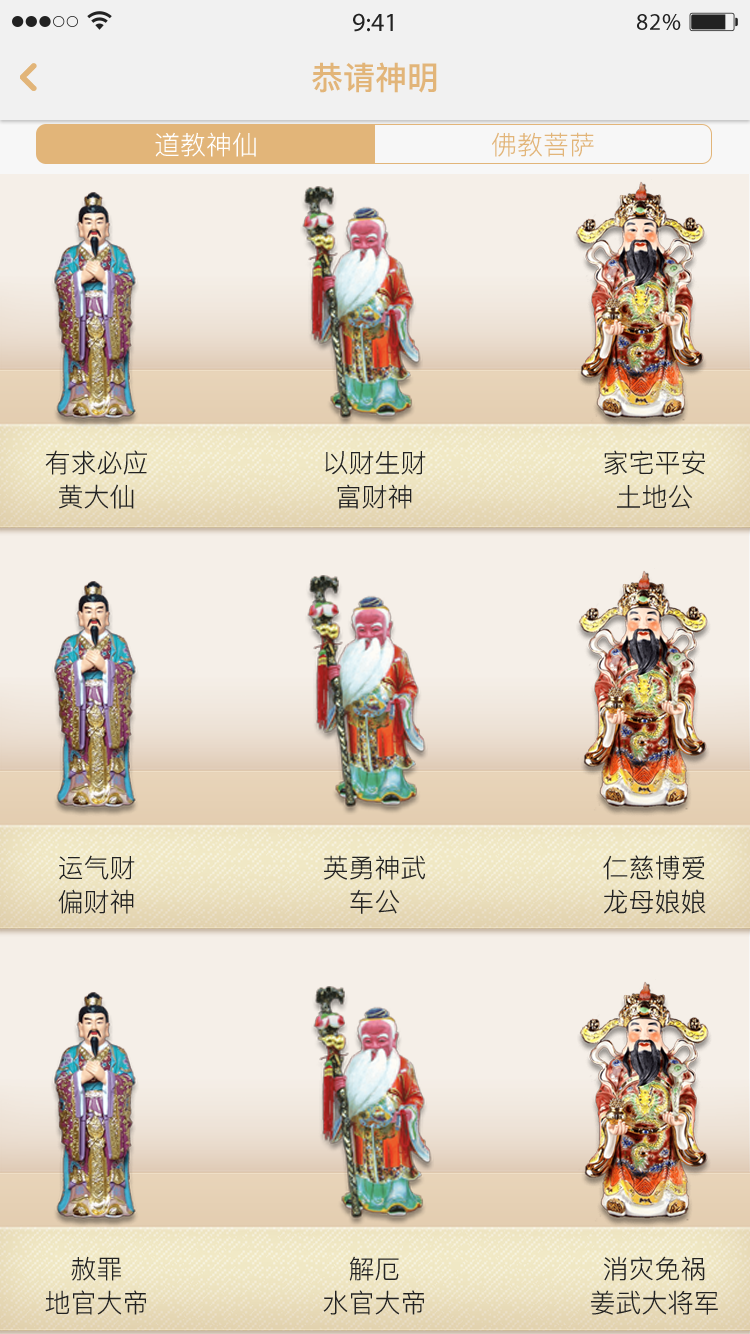 9:41
82%
恭请神明
道教神仙
佛教菩萨
有求必应
黄大仙
以财生财
富财神
家宅平安
土地公
运气财
偏财神
英勇神武
车公
仁慈博爱
龙母娘娘
赦罪
地官大帝
解厄
水官大帝
消灾免祸
姜武大将军